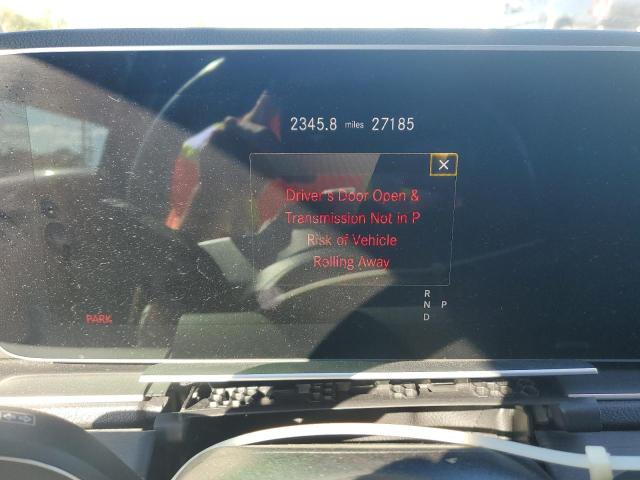 2345.8 miles 27185
X
Driver's Door Open &
Transmission Not in P
Risk of Vehicle
Rolling Away
R
N P
D
PARK